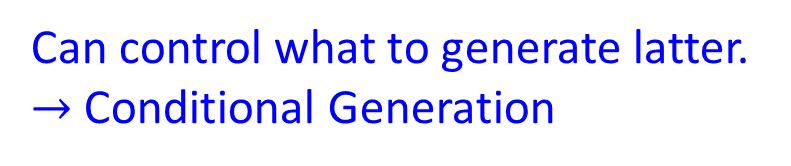 Can control what to generate latter.
→ Conditional Generation